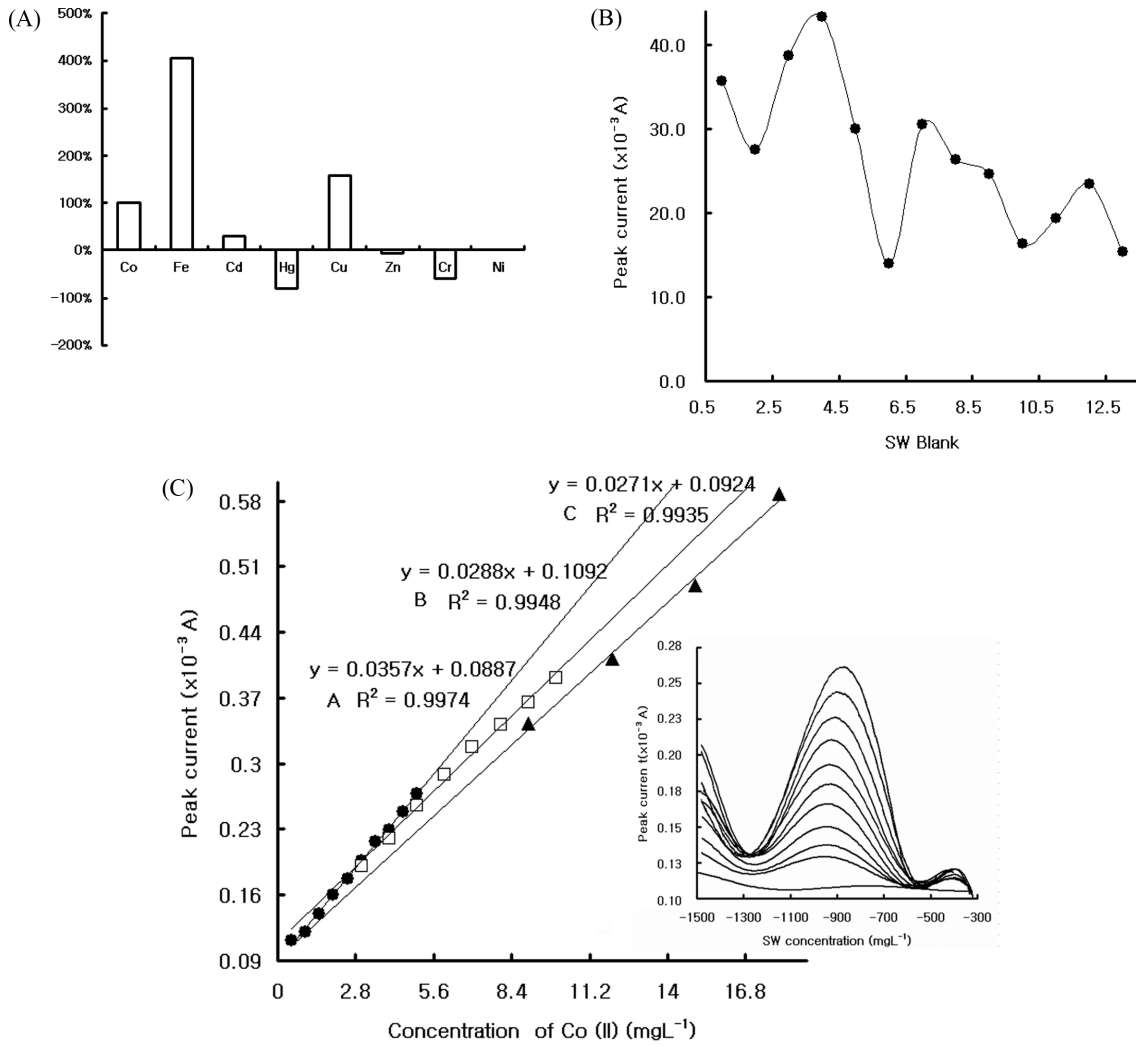 (A)
500%
400%
300%
200%
100%
0%
-100%
-200%
Co Fe Cd Hg Cu Zn Cr Ni
(B)
Peak current (x10⁻³ A)
40.0
30.0
20.0
10.0
0.0
0.5 2.5 4.5 6.5 8.5 10.5 12.5
SW Blank
(C)
Peak current (x10⁻³ A)
0.58
0.51
0.44
0.37
0.3
0.23
0.16
0.09
0 2.8 5.6 8.4 11.2 14 16.8
Concentration of Co (II) (mgL⁻¹)
y = 0.0271x + 0.0924
C R² = 0.9935
y = 0.0288x + 0.1092
B R² = 0.9948
y = 0.0357x + 0.0887
A R² = 0.9974
Peak curren t(x10⁻³ A)
0.28
0.25
0.23
0.20
0.18
0.15
0.13
0.10
-1500 -1300 -1100 -900 -700 -500 -300
SW concentration (mgL⁻¹)